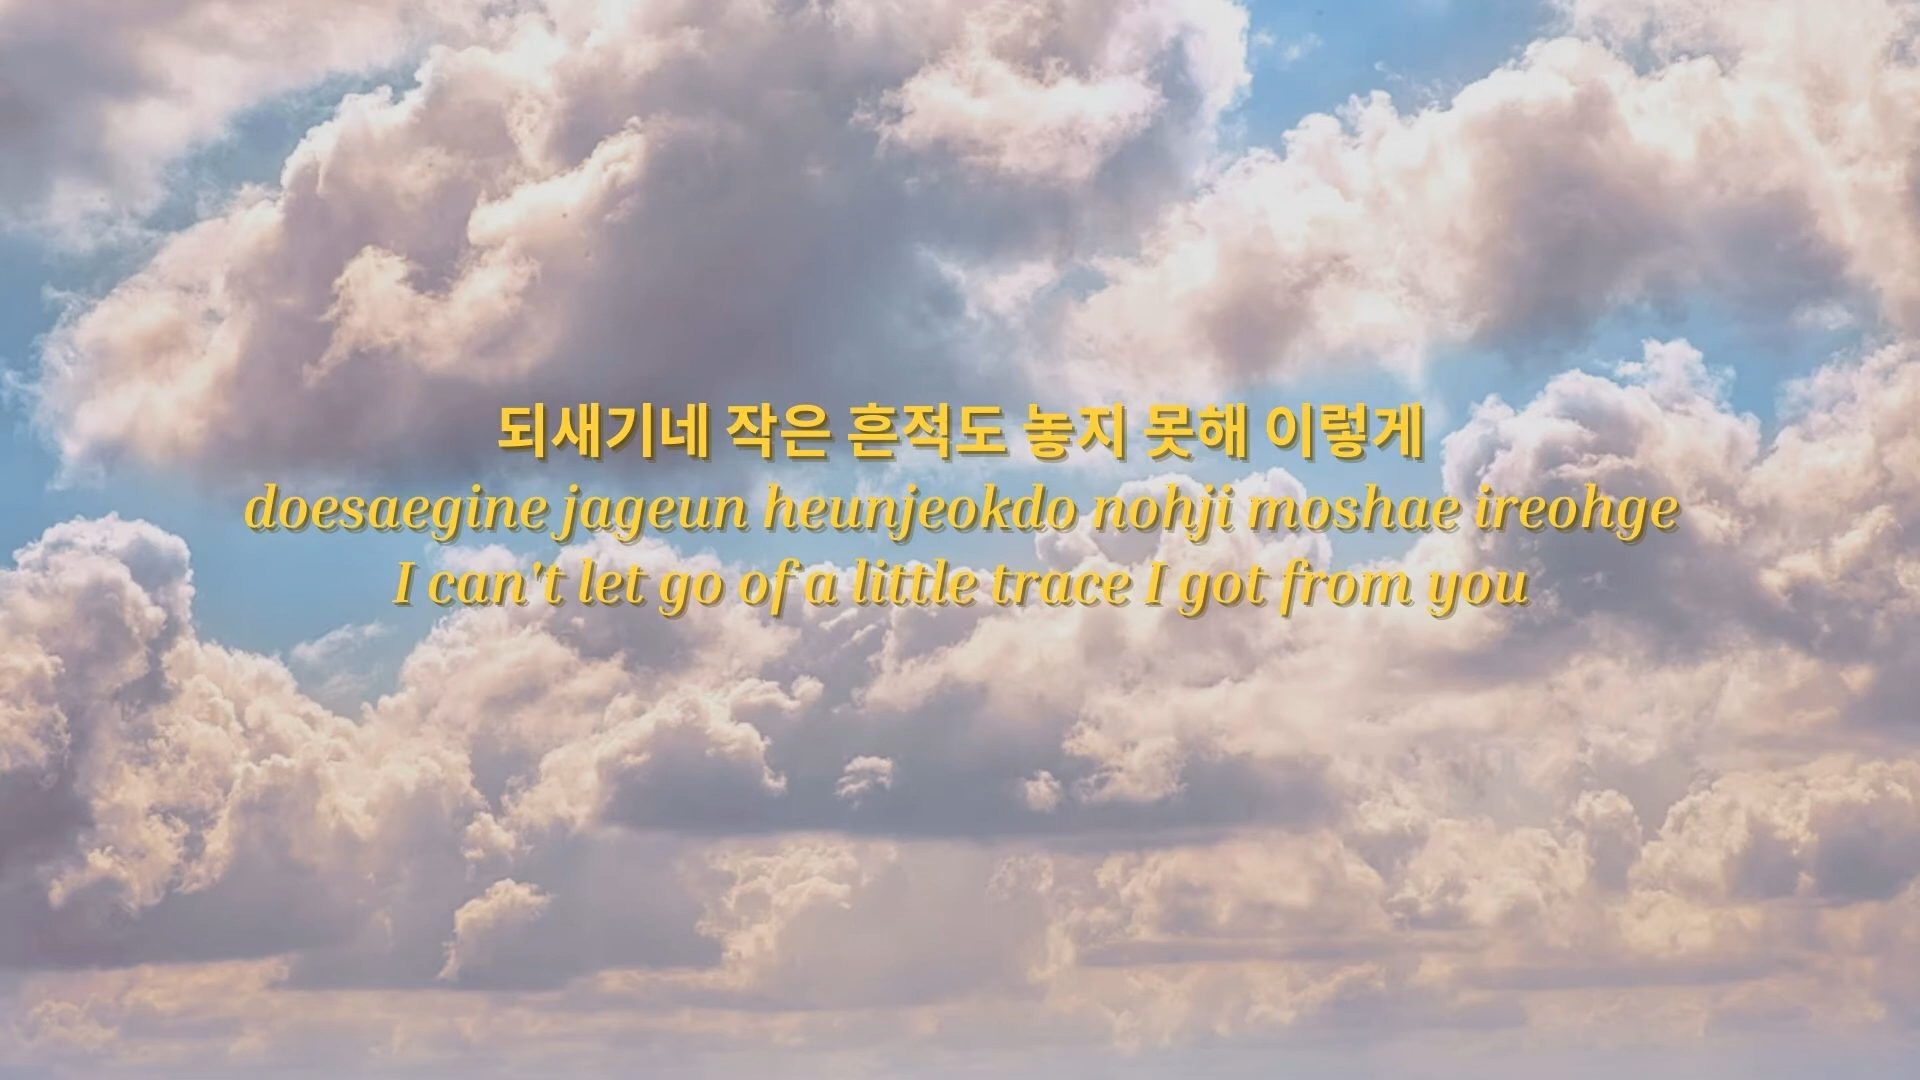 되새기네 작은 흔적도 놓지 못해 이렇게
doesaegine jageun heunjeokdo nohji moshae ireohge
I can't let go of a little trace I got from you